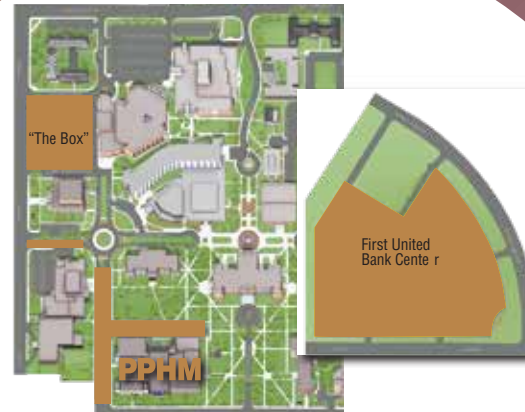 “The Box”
First United
Bank Cente r
PPHM